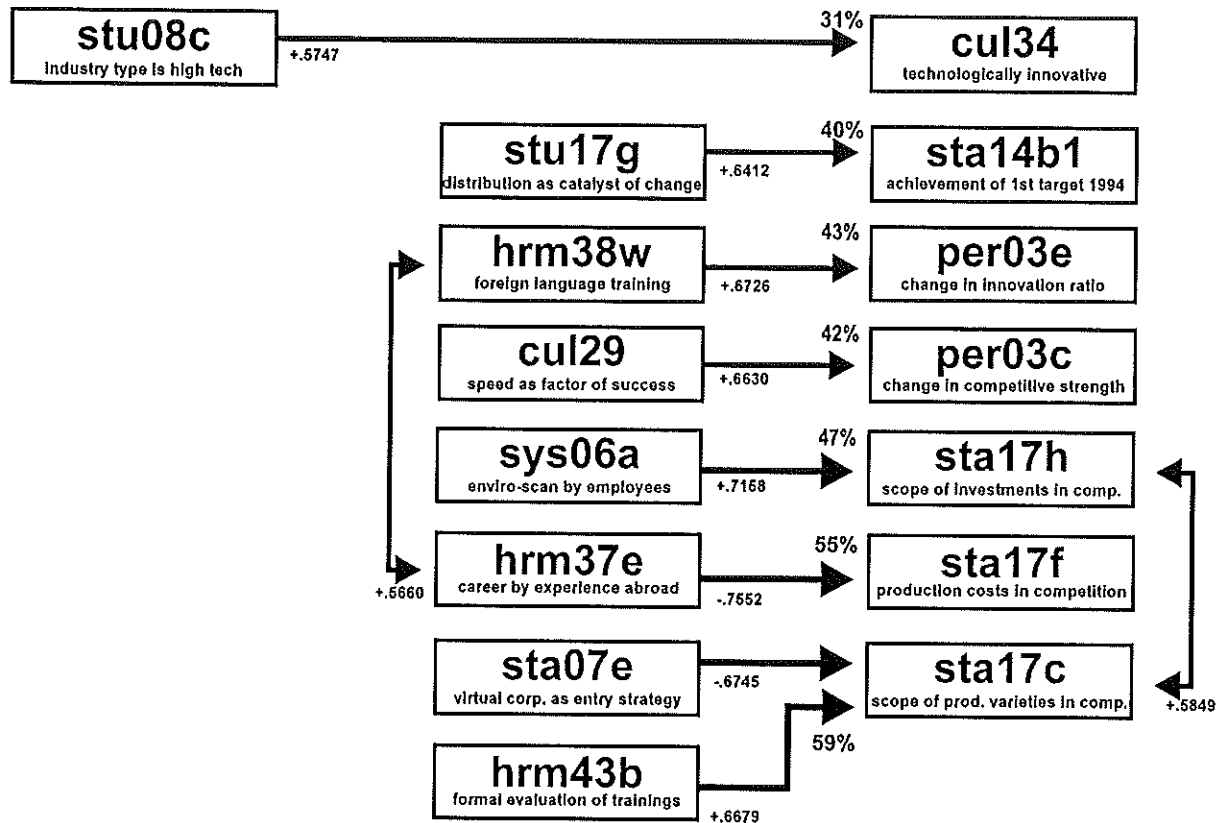 stu08c
industry type is high tech
+.5747
31%
cul34
technologically innovative
stu17g
distribution as catalyst of change
+.6412
40%
sta14b1
achievement of 1st target 1994
hrm38w
foreign language training
+.6726
43%
per03e
change in innovation ratio
cul29
speed as factor of success
+.6630
42%
per03c
change in competitive strength
sys06a
enviro-scan by employees
+.7158
47%
sta17h
scope of investments in comp.
hrm37e
career by experience abroad
+.5660
-.7552
55%
sta17f
production costs in competition
sta07e
virtual corp. as entry strategy
-.6745
sta17c
scope of prod. varieties in comp.
+.5849
59%
hrm43b
formal evaluation of trainings
+.6679